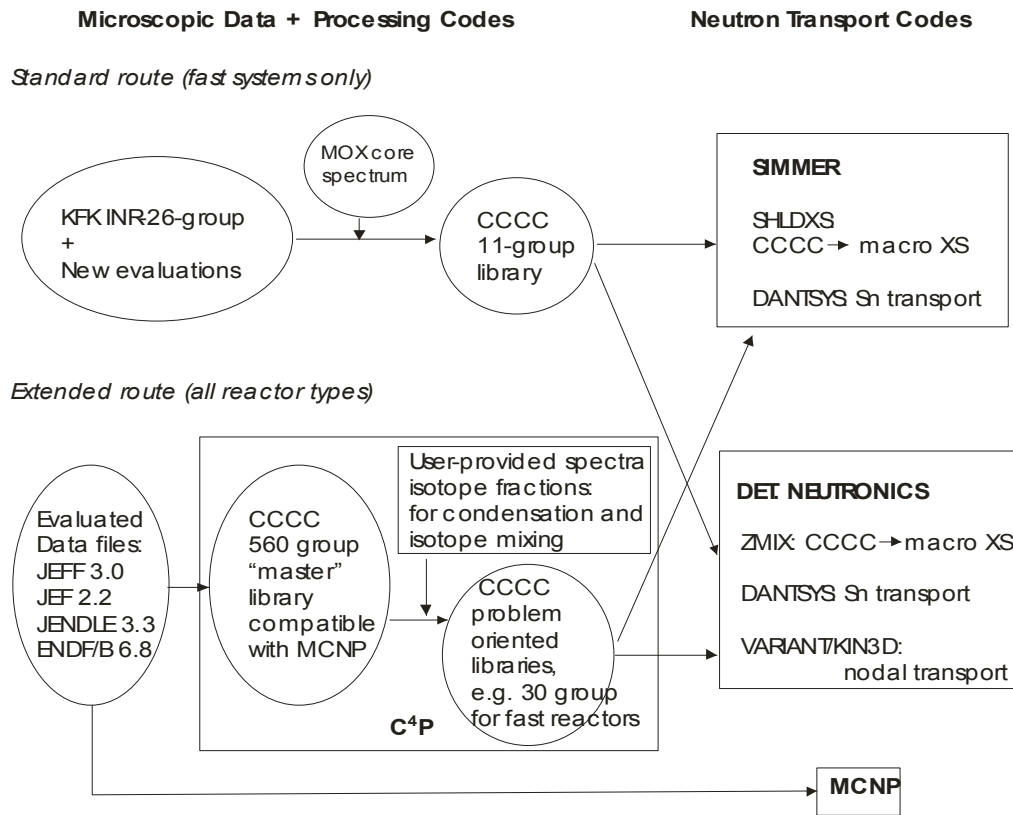 Microscopic Data + Processing Codes
Neutron Transport Codes
Standard route (fast systems only)
MOX core
spectrum
KFK INR-26-group
+
New evaluations
CCCC
11-group
library
SIMMER
SHLDXS:
CCCC → macro XS
DANTSYS: Sn transport
Extended route (all reactor types)
Evaluated
Data files:
JEFF 3.0
JEF 2.2
JENDLE 3.3
ENDF/B 6.8
CCCC
560 group
“master”
library
compatible
with MCNP
User-provided spectra
isotope fractions:
for condensation and
isotope mixing
CCCC
problem
oriented
libraries,
e.g. 30 group
for fast reactors
C⁴P
DET. NEUTRONICS
ZMIX: CCCC → macro XS
DANTSYS: Sn transport
VARIANT/KIN3D:
nodal transport
MCNP